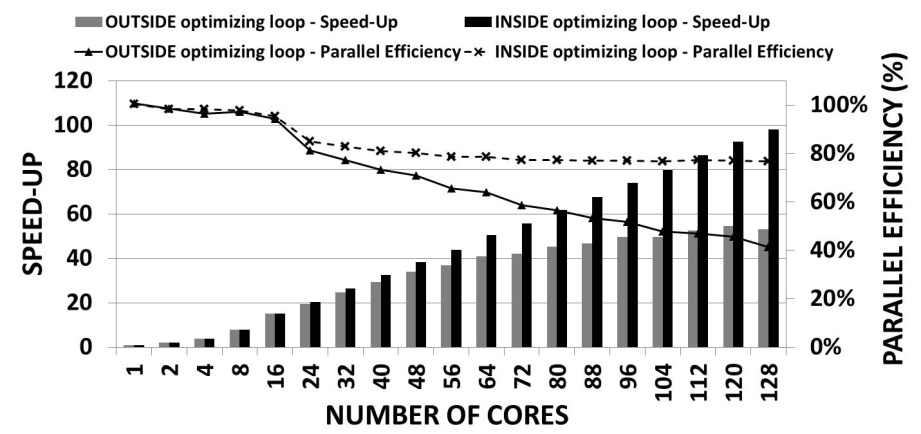 OUTSIDE optimizing loop - Speed-Up INSIDE optimizing loop - Speed-Up
OUTSIDE optimizing loop - Parallel Efficiency INSIDE optimizing loop - Parallel Efficiency
120
100
80
60
40
20
0
SPEED-UP
100%
80%
60%
40%
20%
0%
PARALLEL EFFICIENCY (%)
1 2 4 8 16 24 32 40 48 56 64 72 80 88 96 104 112 120 128
NUMBER OF CORES